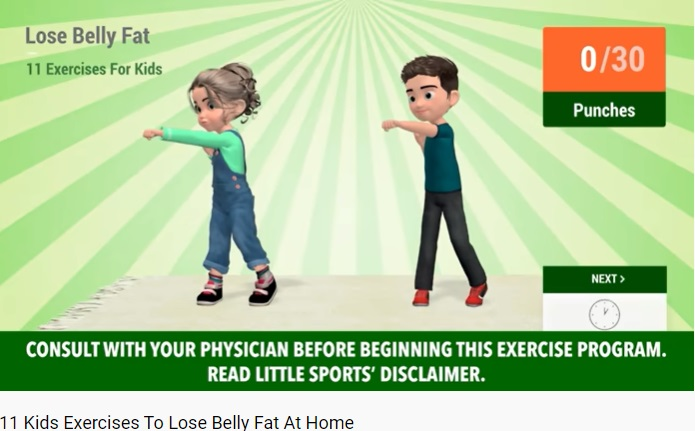 Lose Belly Fat
11 Exercises For Kids
0/30
Punches
NEXT >
CONSULT WITH YOUR PHYSICIAN BEFORE BEGINNING THIS EXERCISE PROGRAM.
READ LITTLE SPORTS' DISCLAIMER.
11 Kids Exercises To Lose Belly Fat At Home